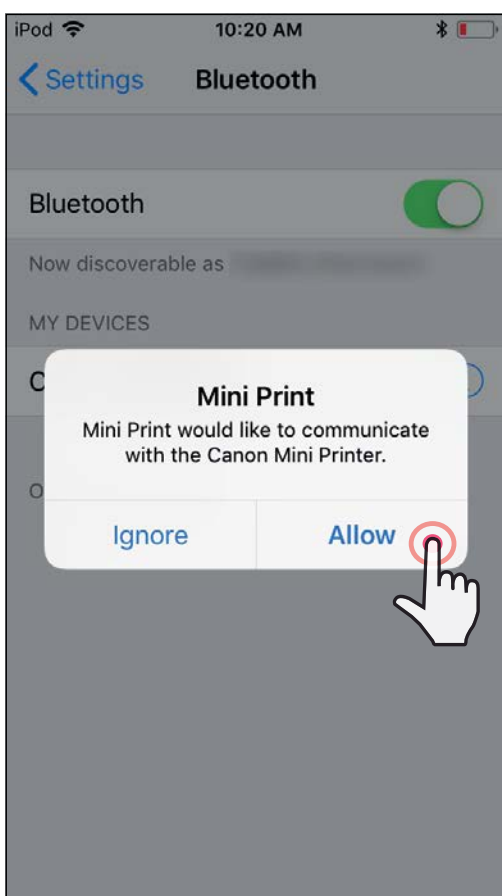 iPod 10:20 AM
Settings Bluetooth
Bluetooth
Now discoverable as
MY DEVICES
C
Mini Print
Mini Print would like to communicate
with the Canon Mini Printer.
O
Ignore Allow